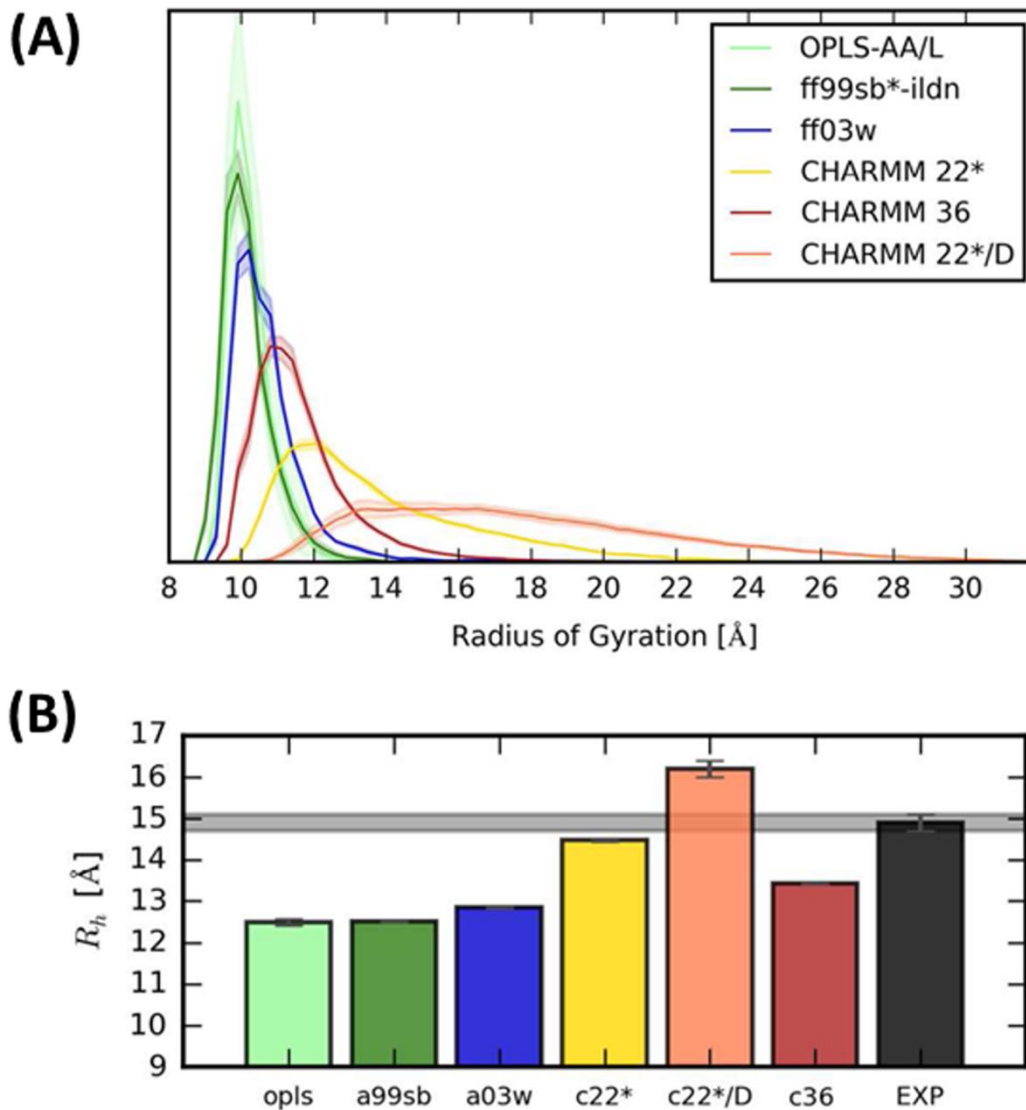 (A)
OPLS-AA/L
ff99sb*-ildn
ff03w
CHARMM 22*
CHARMM 36
CHARMM 22*/D
8 10 12 14 16 18 20 22 24 26 28 30
Radius of Gyration [Å]
(B)
17
16
15
14
13
12
11
10
9
R_h [Å]
opls a99sb a03w c22* c22*/D c36 EXP